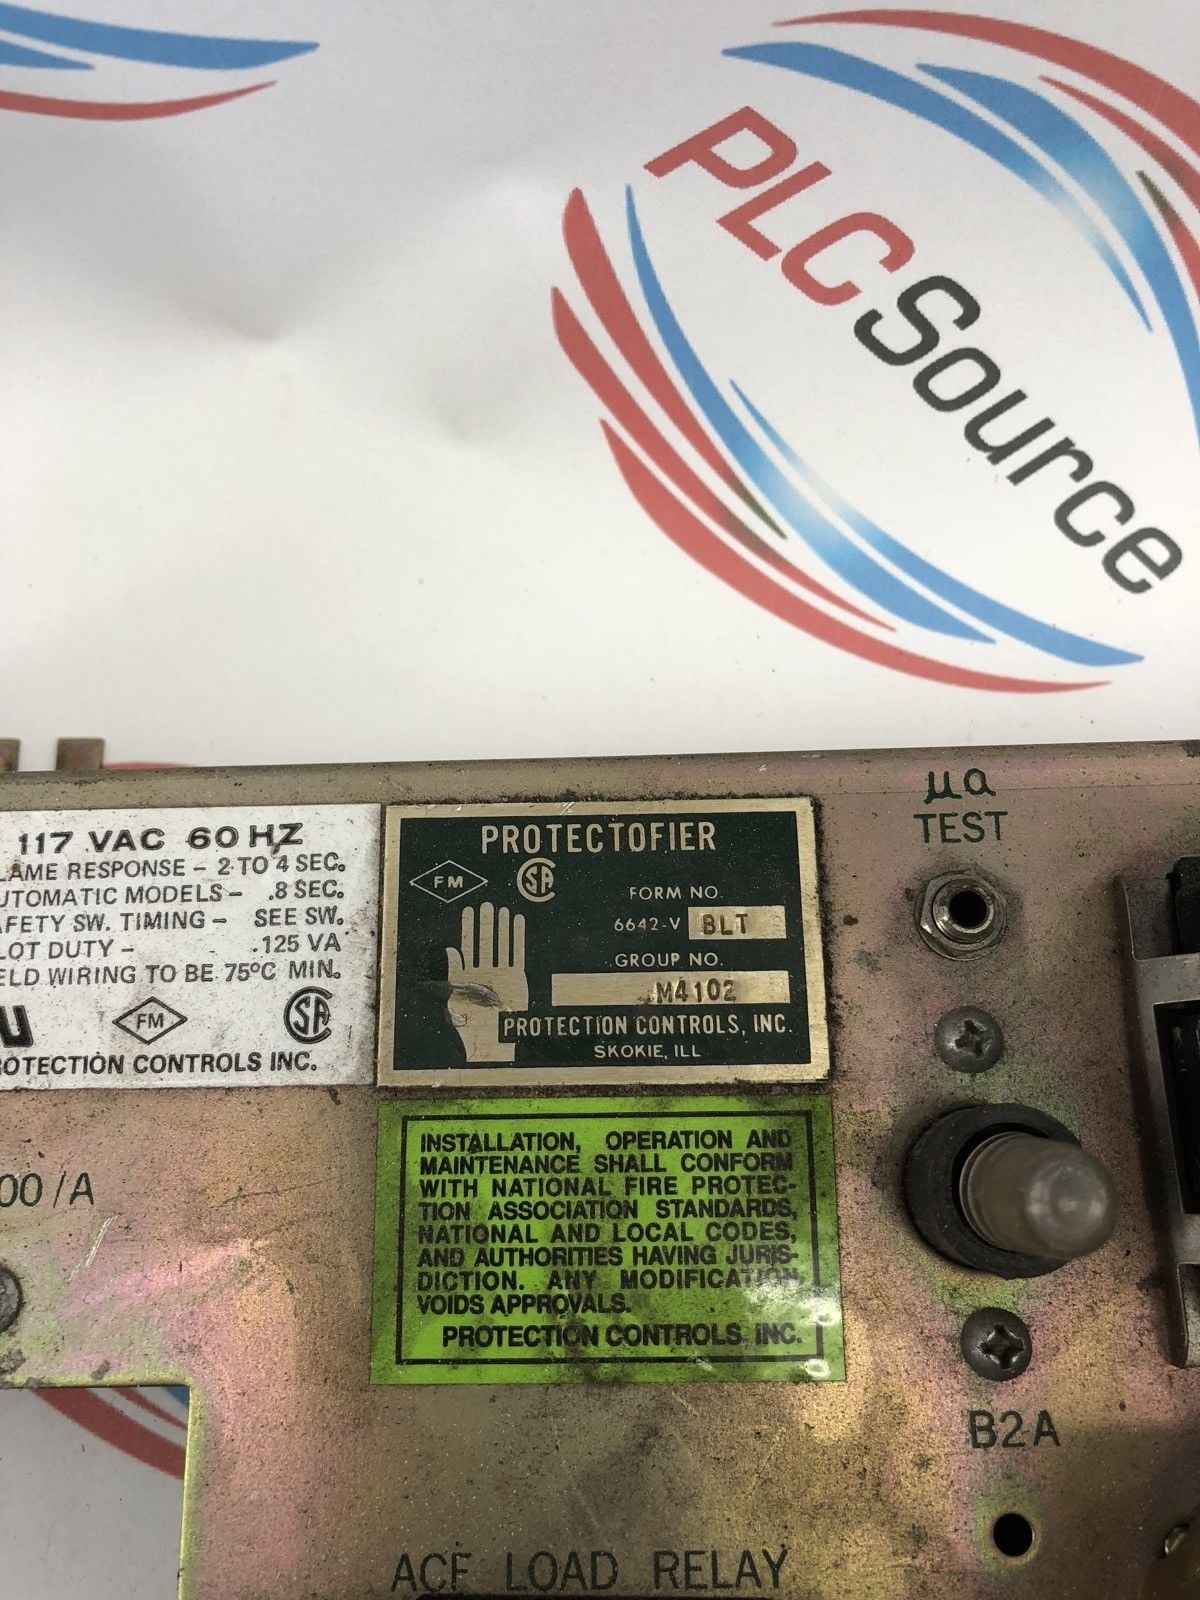 PLCSource
117 VAC 60 HZ
LAME RESPONSE - 2 TO 4 SEC.
UTOMATIC MODELS - .8 SEC.
AFETY SW. TIMING - SEE SW.
LOT DUTY - .125 VA
ELD WIRING TO BE 75°C MIN.
FM
SA
ROTECTION CONTROLS INC.
PROTECTOFIER
FM
SA
FORM NO.
6642-V BLT
GROUP NO.
M4102
PROTECTION CONTROLS, INC.
SKOKIE, ILL
µa
TEST
INSTALLATION, OPERATION AND
MAINTENANCE SHALL CONFORM
WITH NATIONAL FIRE PROTEC-
TION ASSOCIATION STANDARDS,
NATIONAL AND LOCAL CODES,
AND AUTHORITIES HAVING JURIS-
DICTION. ANY MODIFICATION
VOIDS APPROVALS.
PROTECTION CONTROLS, INC.
00/A
B2A
ACF LOAD RELAY